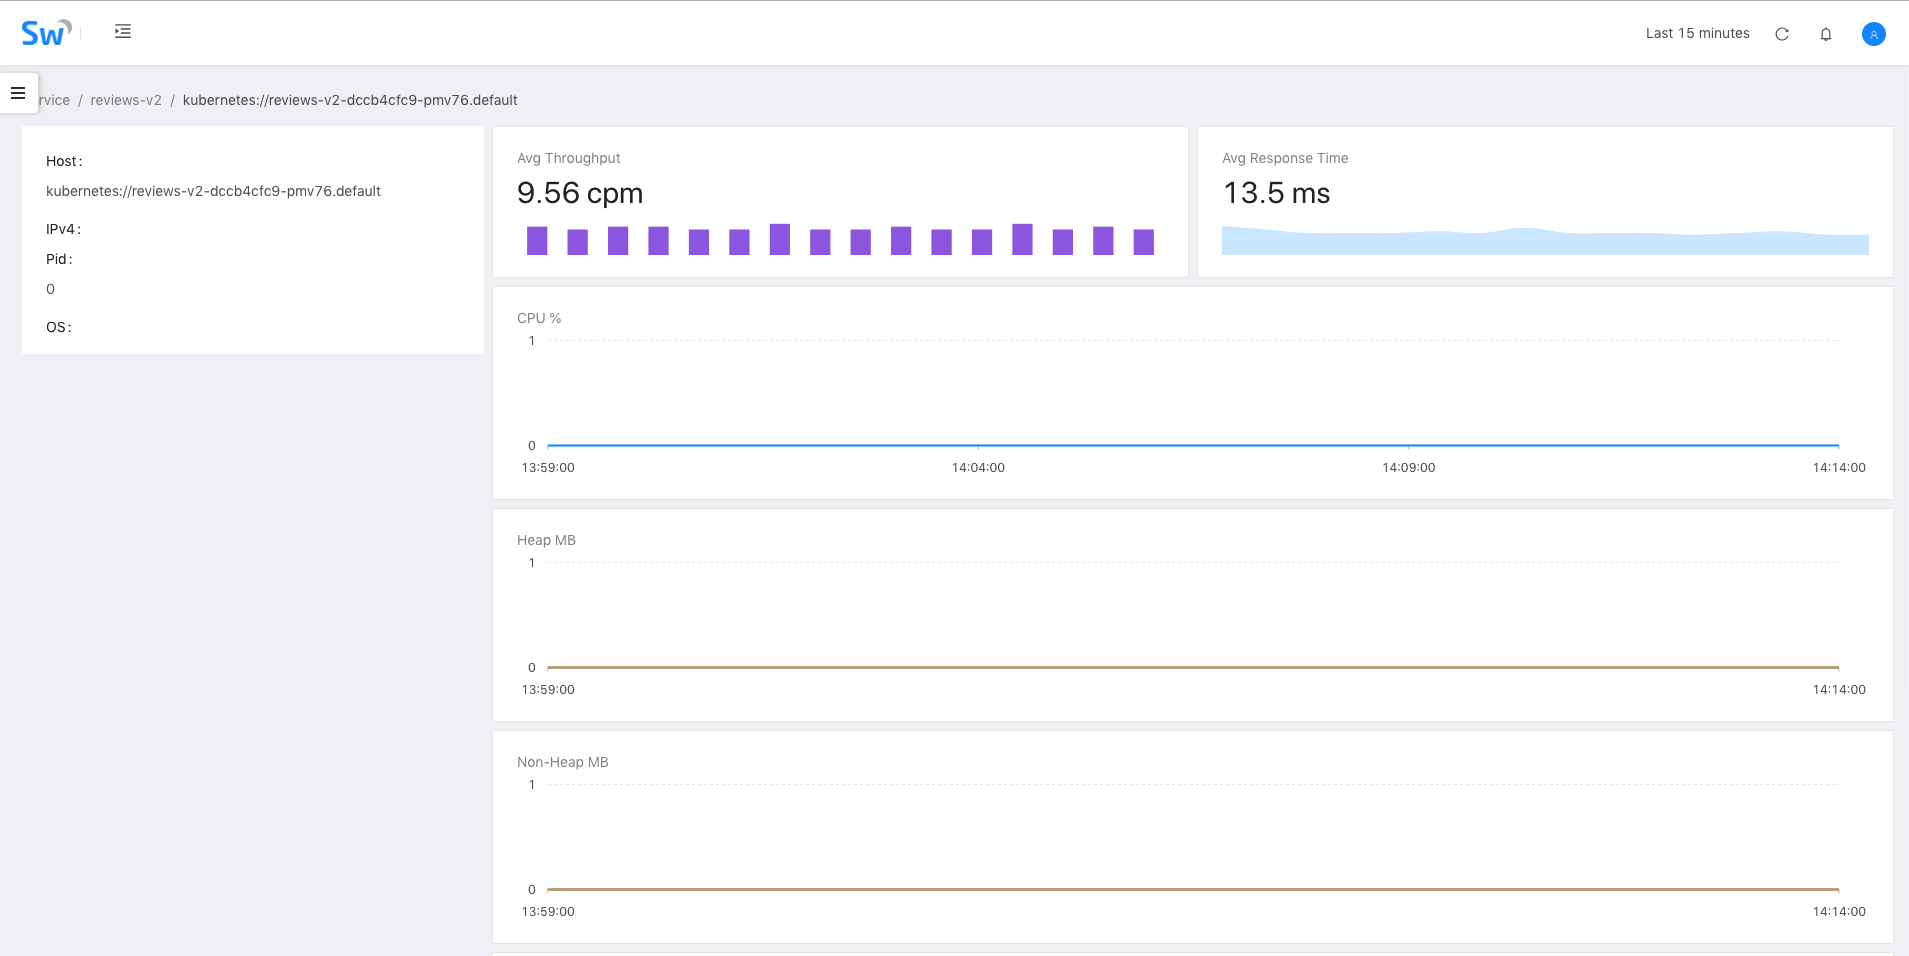 Sw
Last 15 minutes
rvice / reviews-v2 / kubernetes://reviews-v2-dccb4cfc9-pmv76.default
Host:
kubernetes://reviews-v2-dccb4cfc9-pmv76.default
IPv4:
Pid:
0
OS:
Avg Throughput
9.56 cpm
Avg Response Time
13.5 ms
CPU %
1
0
13:59:00 14:04:00 14:09:00 14:14:00
Heap MB
1
0
13:59:00 14:14:00
Non-Heap MB
1
0
13:59:00 14:14:00